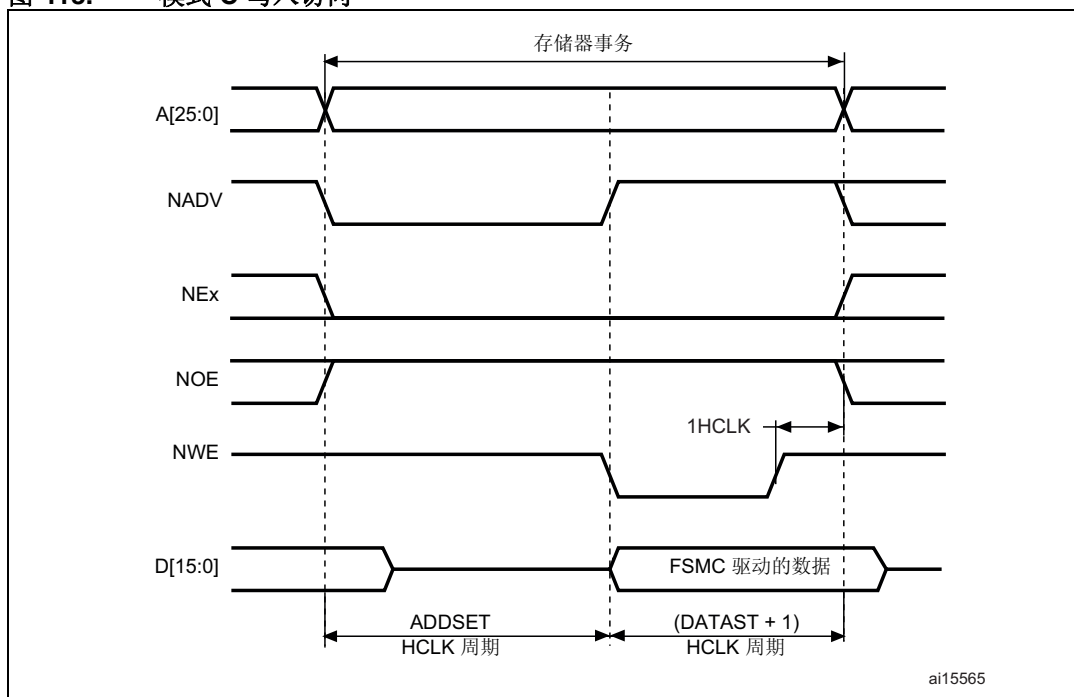 存储器事务
A[25:0]
NADV
NEx
NOE
1HCLK
NWE
D[15:0]
FSMC 驱动的数据
ADDSET
HCLK 周期
(DATAST + 1)
HCLK 周期
ai15565